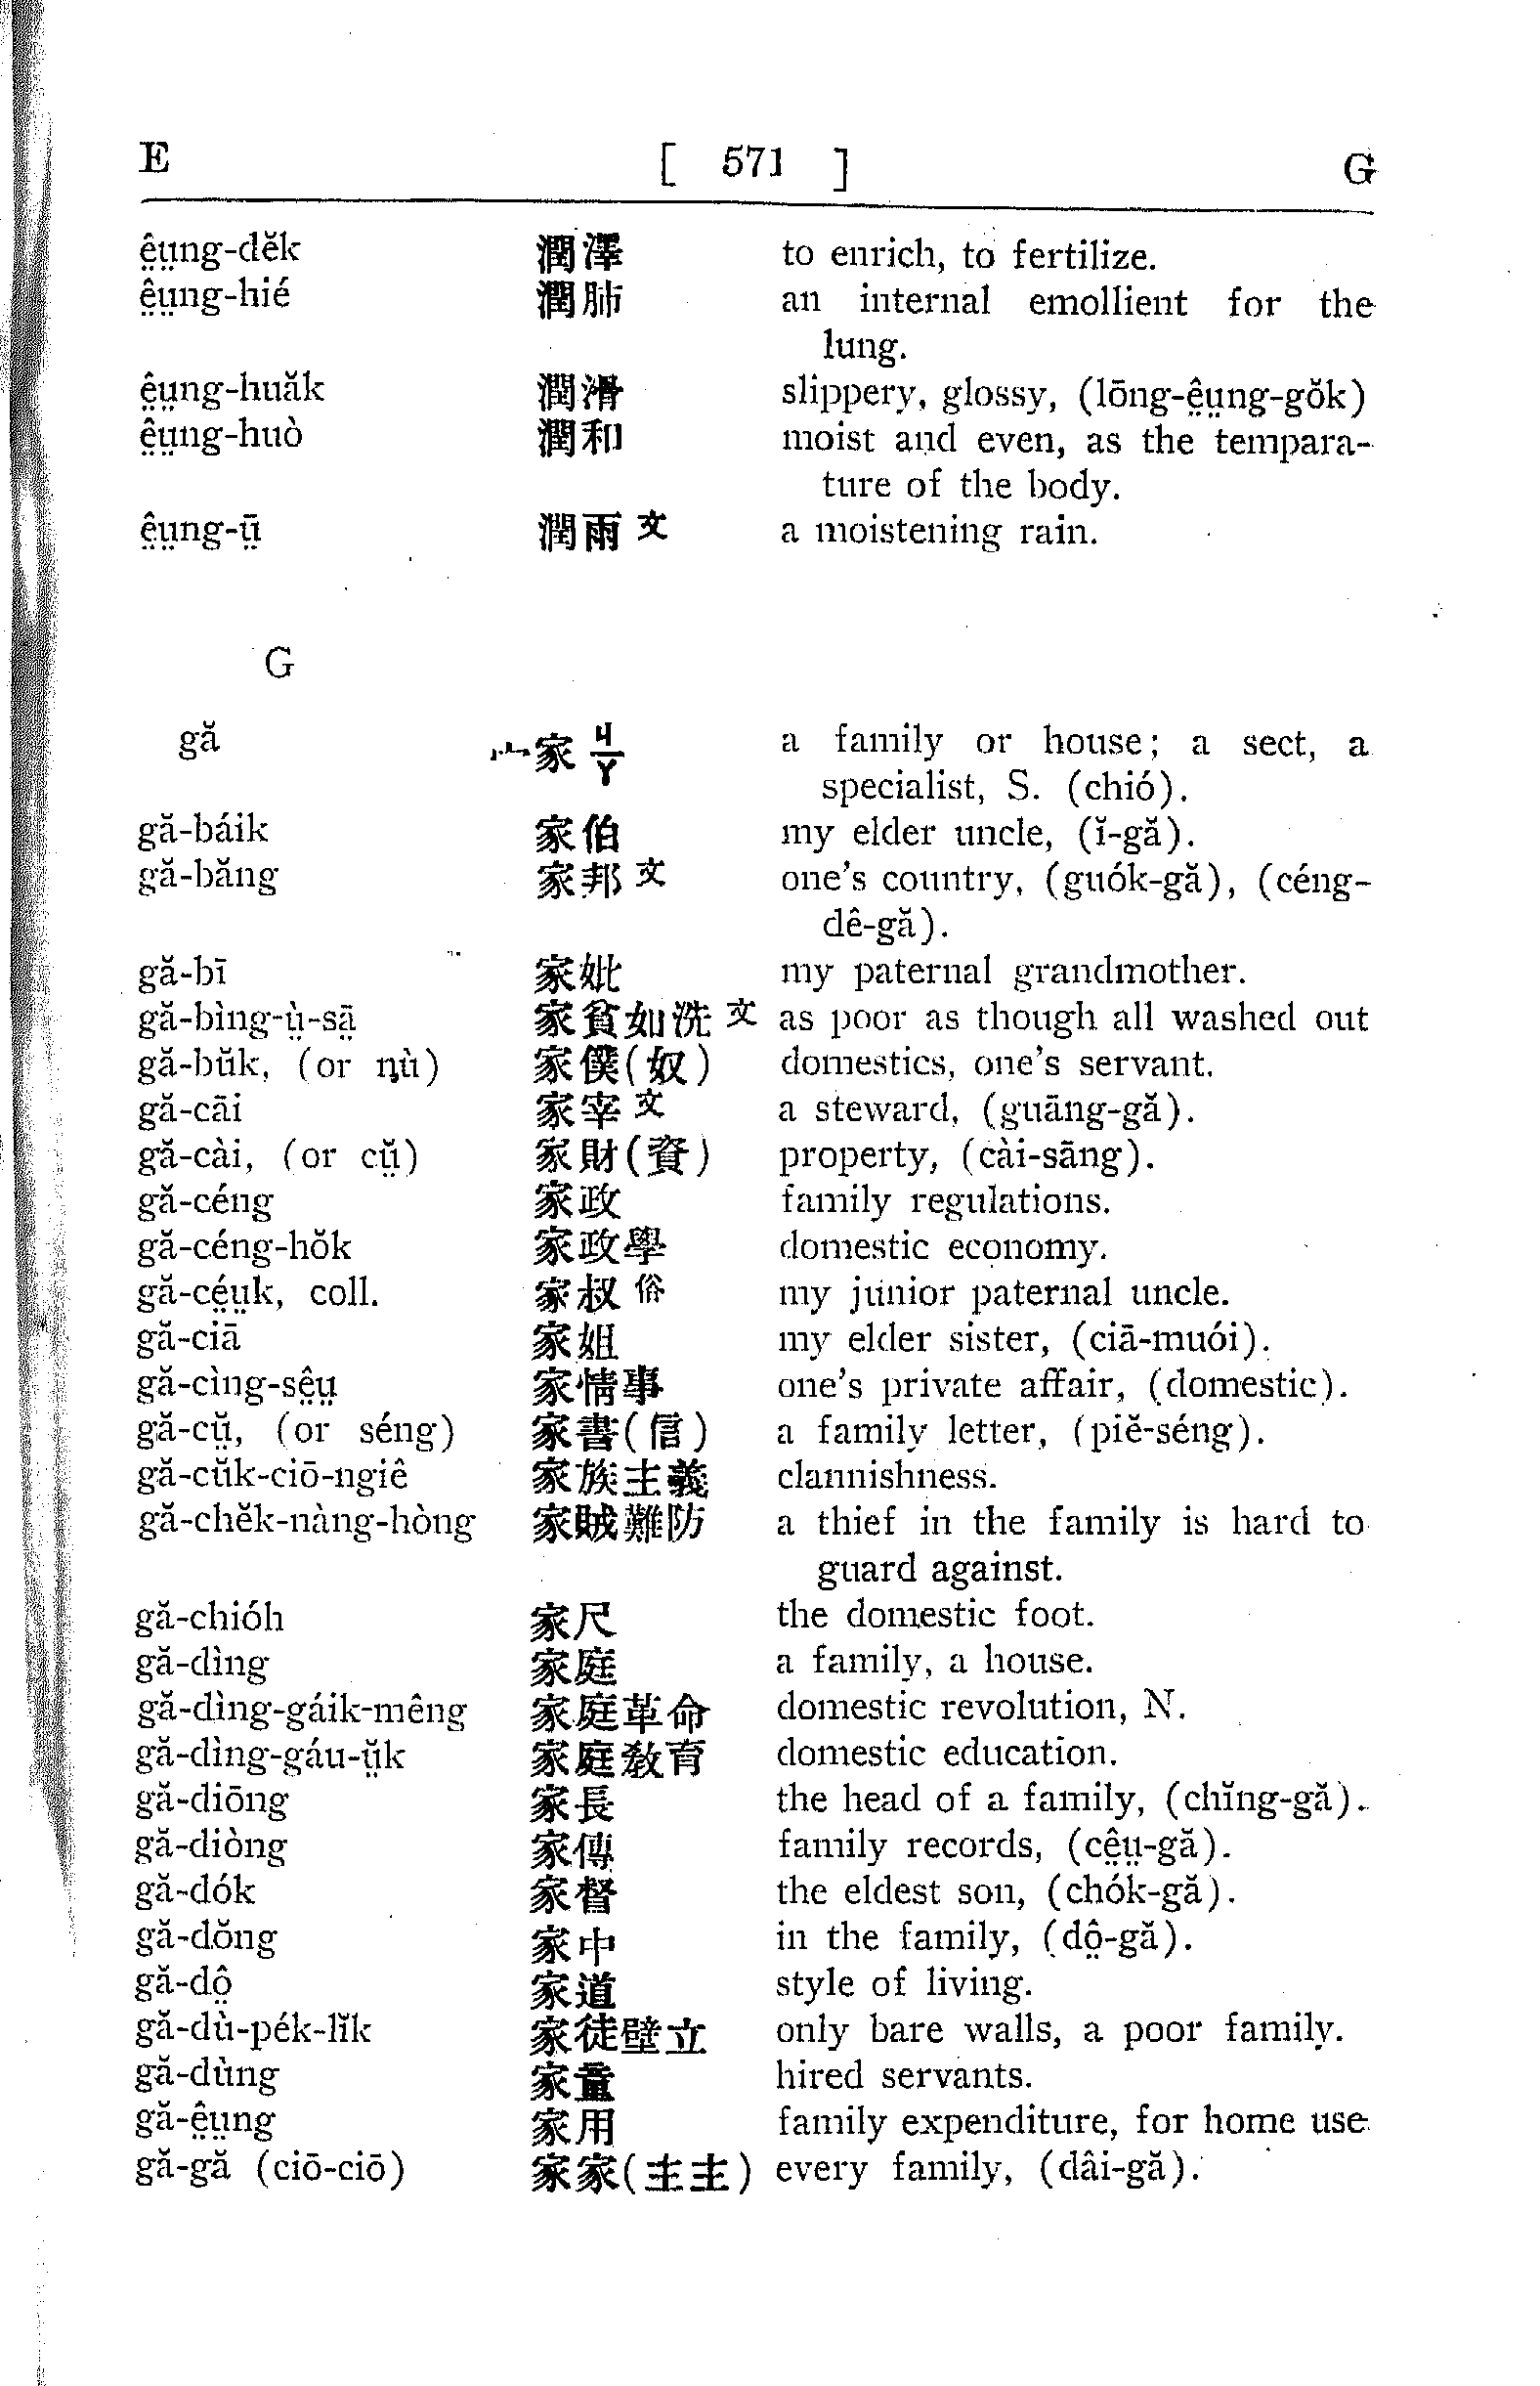 E [ 571 ] G
ê̤ṳng-dĕk 潤澤 to enrich, to fertilize.
ê̤ṳng-hié 潤肺 an internal emollient for the
lung.
ê̤ṳng-huăk 潤滑 slippery, glossy, (lōng-ê̤ṳng-gŏk)
ê̤ṳng-huò 潤和 moist and even, as the tempara-
ture of the body.
ê̤ṳng-ṳ̄ 潤雨文 a moistening rain.
G
gă 宀家 ㄐㄚ a family or house; a sect, a
specialist, S. (chió).
gă-báik 家伯 my elder uncle, (ĭ-gă).
gă-băng 家邦文 one's country, (guók-gă), (céng-
dê-gă).
gă-bī 家妣 my paternal grandmother.
gă-bìng-ṳ̀-sā̤ 家貧如洗文 as poor as though all washed out
gă-bŭk, (or nù) 家僕(奴) domestics, one's servant.
gă-cāi 家宰文 a steward, (guāng-gă).
gă-cài, (or cṳ̆) 家財(資) property, (cài-sāng).
gă-céng 家政 family regulations.
gă-céng-hŏk 家政學 domestic economy.
gă-cé̤ṳk, coll. 家叔俗 my junior paternal uncle.
gă-ciā 家姐 my elder sister, (ciā-muói).
gă-cìng-sê̤ṳ 家情事 one's private affair, (domestic).
gă-cṳ̆, (or séng) 家書(信) a family letter, (piĕ-séng).
gă-cŭk-ciō-ngiê 家族主義 clannishness.
gă-chĕk-nàng-hòng 家賊難防 a thief in the family is hard to
guard against.
gă-chióh 家尺 the domestic foot.
gă-dìng 家庭 a family, a house.
gă-dìng-gáik-mêng 家庭革命 domestic revolution, N.
gă-dìng-gáu-ṳ̆k 家庭敎育 domestic education.
gă-diōng 家長 the head of a family, (chĭng-gă).
gă-diòng 家傳 family records, (cê̤ṳ-gă).
gă-dók 家督 the eldest son, (chók-gă).
gă-dŏng 家中 in the family, (dô̤-gă).
gă-dô̤ 家道 style of living.
gă-dù-pék-lĭk 家徒壁立 only bare walls, a poor family.
gă-dùng 家童 hired servants.
gă-ê̤ṳng 家用 family expenditure, for home use
gă-gă (ciō-ciō) 家家(主主) every family, (dâi-gă).